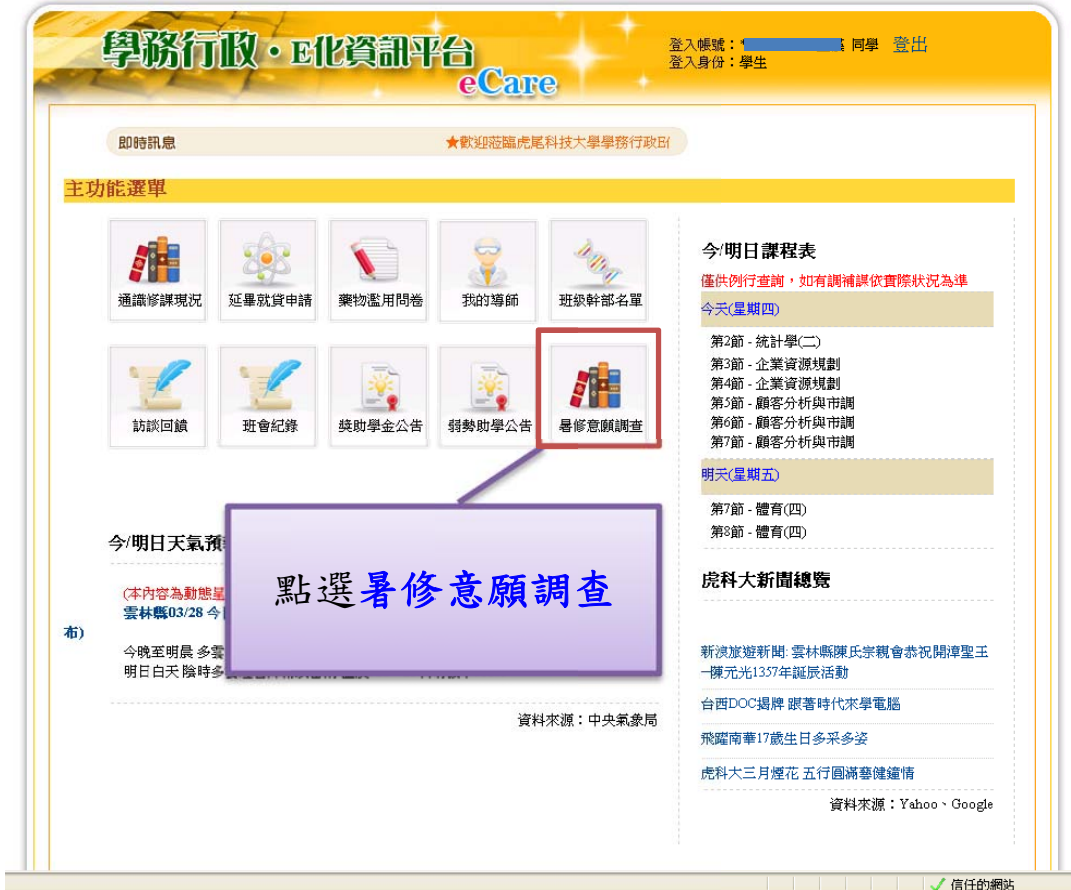 學務行政・E化資訊平台
eCare
登入帳號：
同學 登出
登入身份：學生
即時訊息
★歡迎蒞臨虎尾科技大學學務行政E化
主功能選單
通識修課現況
延畢就貸申請
藥物濫用問卷
我的導師
班級幹部名單
訪談回饋
班會紀錄
獎助學金公告
弱勢助學公告
暑修意願調查
點選暑修意願調查
今/明日天氣預
(本內容為動態呈
雲林縣03/28 今
布)
今晚至明晨 多雲
明日白天 陰時多雲
資料來源：中央氣象局
今/明日課程表
僅供例行查詢，如有調補課依實際狀況為準
今天(星期四)
第2節 - 統計學(二)
第3節 - 企業資源規劃
第4節 - 企業資源規劃
第5節 - 顧客分析與市調
第6節 - 顧客分析與市調
第7節 - 顧客分析與市調
明天(星期五)
第7節 - 體育(四)
第8節 - 體育(四)
虎科大新聞總覽
新浪旅遊新聞: 雲林縣陳氏宗親會恭祝開漳聖王
─陳元光1357年誕辰活動
台西DOC揭牌 跟著時代來學電腦
飛躍南華17歲生日多采多姿
虎科大三月煙花 五行圓滿藝健鐘情
資料來源：Yahoo、Google
信任的網站